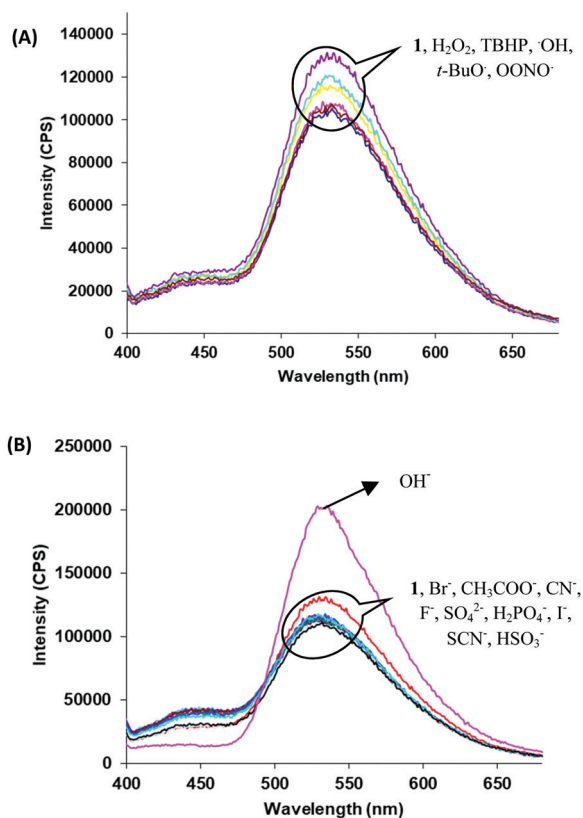 (A)
140000
120000
100000
80000
60000
40000
20000
0
Intensity (CPS)
400
450
500
550
600
650
Wavelength (nm)
1, H₂O₂, TBHP, ·OH,
t-BuO·, OONO⁻
(B)
250000
200000
150000
100000
50000
0
Intensity (CPS)
400
450
500
550
600
650
Wavelength (nm)
OH⁻
1, Br⁻, CH₃COO⁻, CN⁻,
F⁻, SO₄²⁻, H₂PO₄⁻, I⁻,
SCN⁻, HSO₃⁻